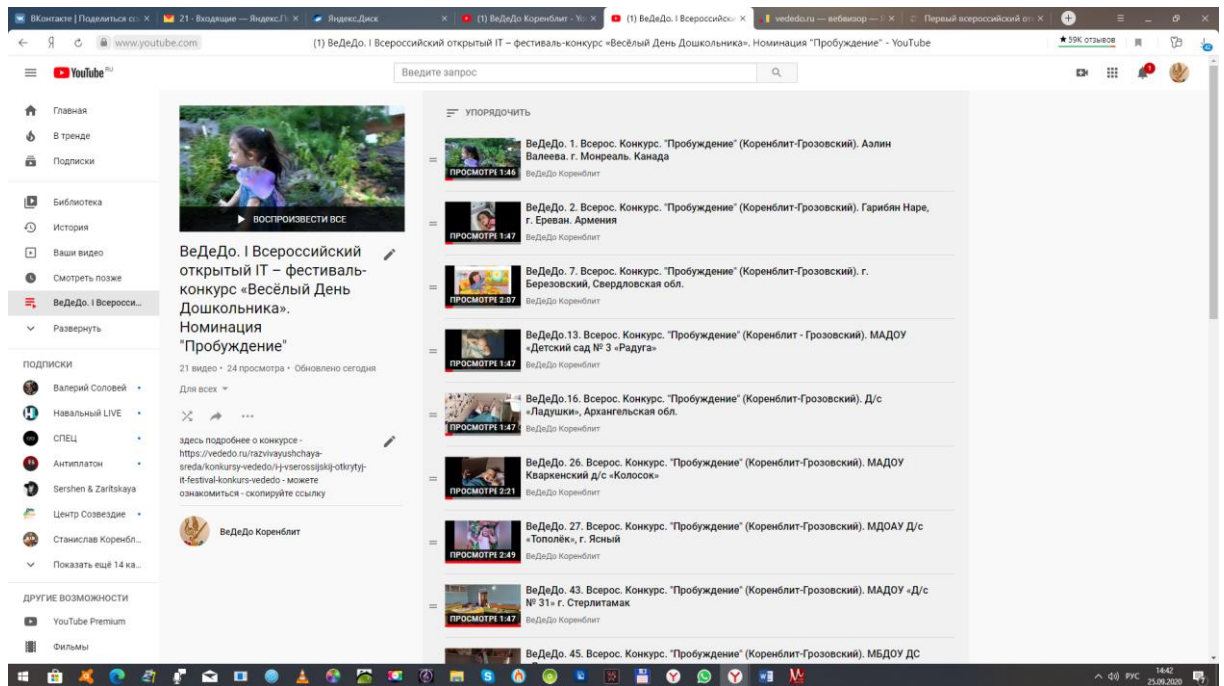 ВКонтакте | Поделиться ссы
21 - Входящие — Яндекс.П
Яндекс.Диск
(1) ВеДеДо Коренблит - You
(1) ВеДеДо. I Всероссийски
vededo.ru — вебвизор —
Первый всероссийский от
www.youtube.com
(1) ВеДеДо. I Всероссийский открытый IT – фестиваль-конкурс «Весёлый День Дошкольника». Номинация "Пробуждение" - YouTube
★ 59K отзывов
YouTube RU
Введите запрос
1
Главная
В тренде
Подписки
Библиотека
История
Ваши видео
Смотреть позже
ВеДеДо. I Всеросси...
Развернуть
ПОДПИСКИ
Валерий Соловей
Навальный LIVE
СПЕЦ
Антиплатон
Sershen & Zaritskaya
Центр Созвездие
Станислав Коренбл...
Показать ещё 14 ка...
ДРУГИЕ ВОЗМОЖНОСТИ
YouTube Premium
Фильмы
ВОСПРОИЗВЕСТИ ВСЕ
ВеДеДо. I Всероссийский
открытый IT – фестиваль-
конкурс «Весёлый День
Дошкольника».
Номинация
"Пробуждение"
21 видео • 24 просмотра • Обновлено сегодня
Для всех
здесь подробнее о конкурсе -
https://vededo.ru/razvivayushchaya-
sreda/konkursy-vededo/i-j-vserossijskij-otkrytyj-
it-festival-konkurs-vededo - можете
ознакомиться - скопируйте ссылку
ВеДеДо Коренблит
УПОРЯДОЧИТЬ
ВеДеДо. 1. Всерос. Конкурс. "Пробуждение" (Коренблит-Грозовский). Аэлин
Валеева. г. Монреаль. Канада
ПРОСМОТРЕ 1:46
ВеДеДо Коренблит
ВеДеДо. 2. Всерос. Конкурс. "Пробуждение" (Коренблит-Грозовский). Гарибян Наре,
г. Ереван. Армения
ПРОСМОТРЕ 1:47
ВеДеДо Коренблит
ВеДеДо. 7. Всерос. Конкурс. "Пробуждение" (Коренблит-Грозовский). г.
Березовский, Свердловская обл.
ПРОСМОТРЕ 2:07
ВеДеДо Коренблит
ВеДеДо.13. Всерос. Конкурс. "Пробуждение" (Коренблит - Грозовский). МАДОУ
«Детский сад № 3 «Радуга»
ПРОСМОТРЕ 1:47
ВеДеДо Коренблит
ВеДеДо.16. Всерос. Конкурс. "Пробуждение" (Коренблит-Грозовский). Д/с
«Ладушки», Архангельская обл.
ПРОСМОТРЕ 1:47
ВеДеДо Коренблит
ВеДеДо. 26. Всерос. Конкурс. "Пробуждение" (Коренблит-Грозовский). МАДОУ
Кваркенский д/с «Колосок»
ПРОСМОТРЕ 2:21
ВеДеДо Коренблит
ВеДеДо. 27. Всерос. Конкурс. "Пробуждение" (Коренблит-Грозовский). МДОАУ Д/с
«Тополёк», г. Ясный
ПРОСМОТРЕ 2:49
ВеДеДо Коренблит
ВеДеДо. 43. Всерос. Конкурс. "Пробуждение" (Коренблит-Грозовский). МАДОУ «Д/с
№ 31» г. Стерлитамак
ПРОСМОТРЕ 1:47
ВеДеДо Коренблит
ВеДеДо. 45. Всерос. Конкурс. "Пробуждение" (Коренблит-Грозовский). МБДОУ ДС
РУС
14:42
25.09.2020